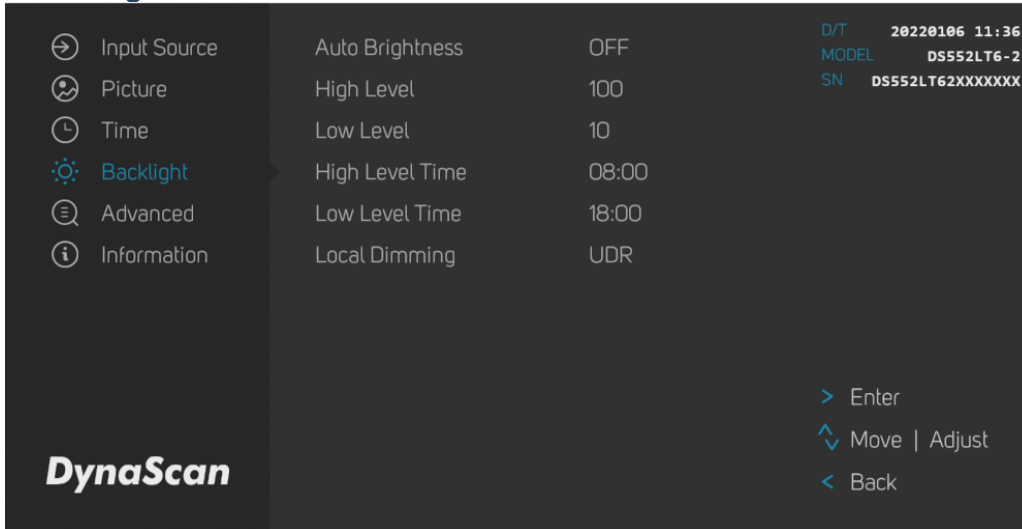 Input Source
Picture
Time
Backlight
Advanced
Information
DynaScan
Auto Brightness OFF
High Level 100
Low Level 10
High Level Time 08:00
Low Level Time 18:00
Local Dimming UDR
D/T 20220106 11:36
MODEL DS552LT6-2
SN DS552LT62XXXXXXX
> Enter
Move | Adjust
< Back